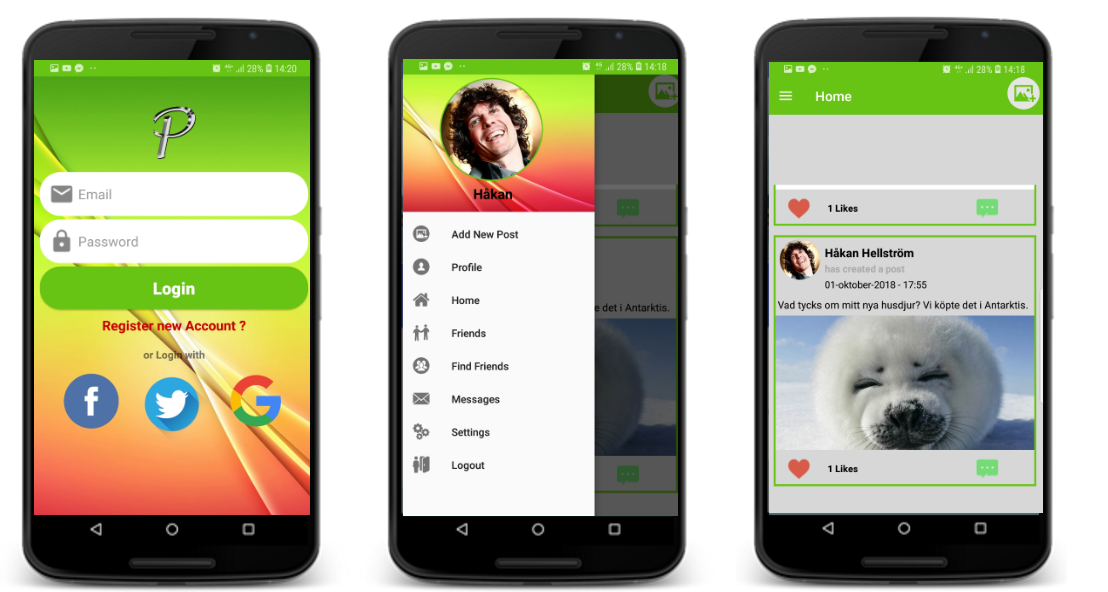 28% 14:20
P
Email
Password
Login
Register new Account ?
or Login with
f
G
28% 14:18
Håkan
Add New Post
Profile
Home
Friends
Find Friends
Messages
Settings
Logout
e det i Antarktis.
28% 14:18
Home
1 Likes
Håkan Hellström
has created a post
01-oktober-2018 - 17:55
Vad tycks om mitt nya husdjur? Vi köpte det i Antarktis.
1 Likes